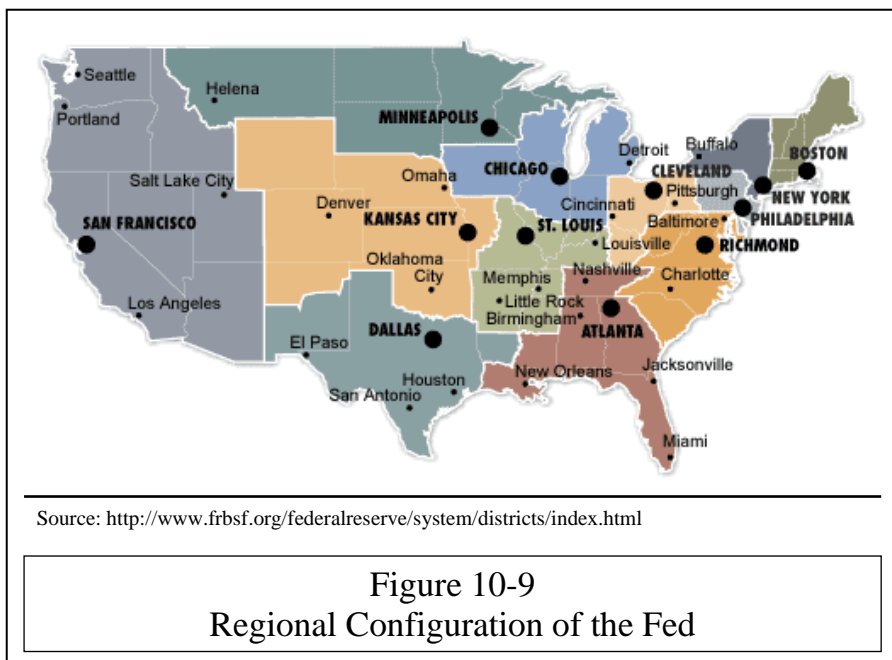 Seattle
Helena
Portland
MINNEAPOLIS
Buffalo
BOSTON
Detroit
CHICAGO
CLEVELAND
Salt Lake City
Omaha
Pittsburgh
NEW YORK
Cincinnati
PHILADELPHIA
Denver
SAN FRANCISCO
KANSAS CITY
ST. LOUIS
Baltimore
Louisville
RICHMOND
Oklahoma
City
Nashville
Memphis
Charlotte
Los Angeles
Little Rock
Birmingham
DALLAS
ATLANTA
El Paso
Jacksonville
Houston
New Orleans
San Antonio
Miami
Source: http://www.frbsf.org/federalreserve/system/districts/index.html
Figure 10-9
Regional Configuration of the Fed